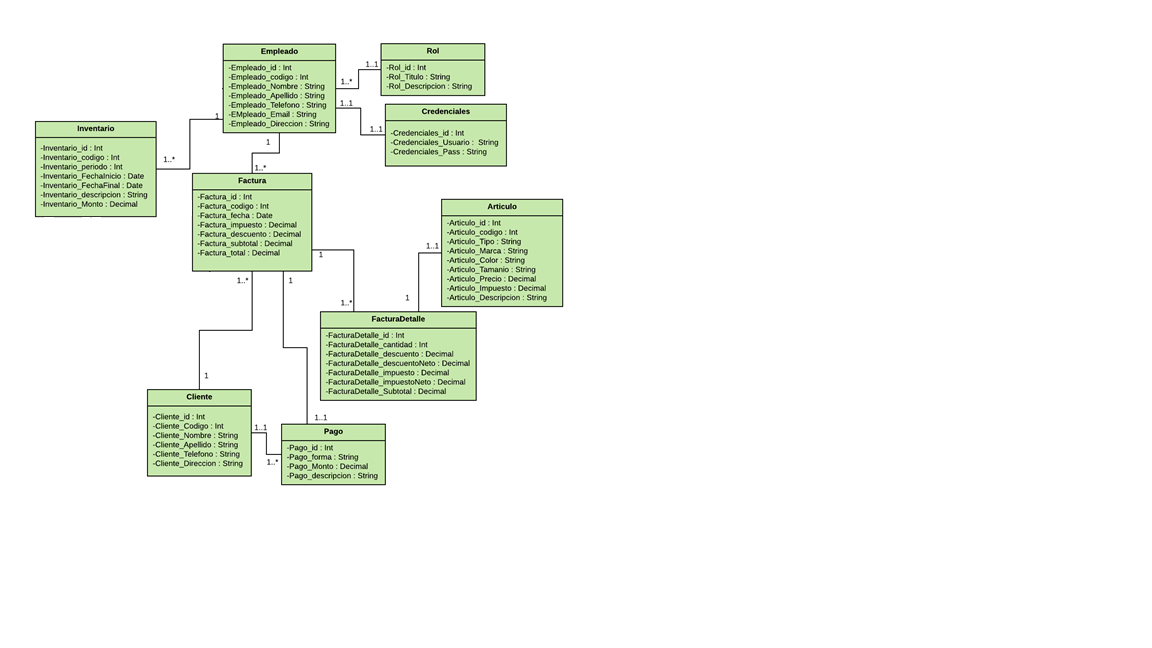 Empleado
-Empleado_id : Int
-Empleado_codigo : Int
-Empleado_Nombre : String
-Empleado_Apellido : String
-Empleado_Telefono : String
-EMpleado_Email : String
-Empleado_Direccion : String
Rol
-Rol_id : Int
-Rol_Titulo : String
-Rol_Descripcion : String
1..1
1..*
1..1
1..1
Credenciales
-Credenciales_id : Int
-Credenciales_Usuario : String
-Credenciales_Pass : String
1
1..*
Inventario
-Inventario_id : Int
-Inventario_codigo : Int
-Inventario_periodo : Int
-Inventario_FechaInicio : Date
-Inventario_FechaFinal : Date
-Inventario_descripcion : String
-Inventario_Monto : Decimal
1
1..*
Factura
-Factura_id : Int
-Factura_codigo : Int
-Factura_fecha : Date
-Factura_impuesto : Decimal
-Factura_descuento : Decimal
-Factura_subtotal : Decimal
-Factura_total : Decimal
Articulo
-Articulo_id : Int
-Articulo_codigo : Int
-Articulo_Tipo : String
-Articulo_Marca : String
-Articulo_Color : String
-Articulo_Tamanio : String
-Articulo_Precio : Decimal
-Articulo_Impuesto : Decimal
-Articulo_Descripcion : String
1..1
1
1
1..*
1..*
1
FacturaDetalle
-FacturaDetalle_id : Int
-FacturaDetalle_cantidad : Int
-FacturaDetalle_descuento : Decimal
-FacturaDetalle_descuentoNeto : Decimal
-FacturaDetalle_impuesto : Decimal
-FacturaDetalle_impuestoNeto : Decimal
-FacturaDetalle_Subtotal : Decimal
1
Cliente
-Cliente_id : Int
-Cliente_Codigo : Int
-Cliente_Nombre : String
-Cliente_Apellido : String
-Cliente_Telefono : String
-Cliente_Direccion : String
1..1
1..1
1..*
Pago
-Pago_id : Int
-Pago_forma : String
-Pago_Monto : Decimal
-Pago_descripcion : String